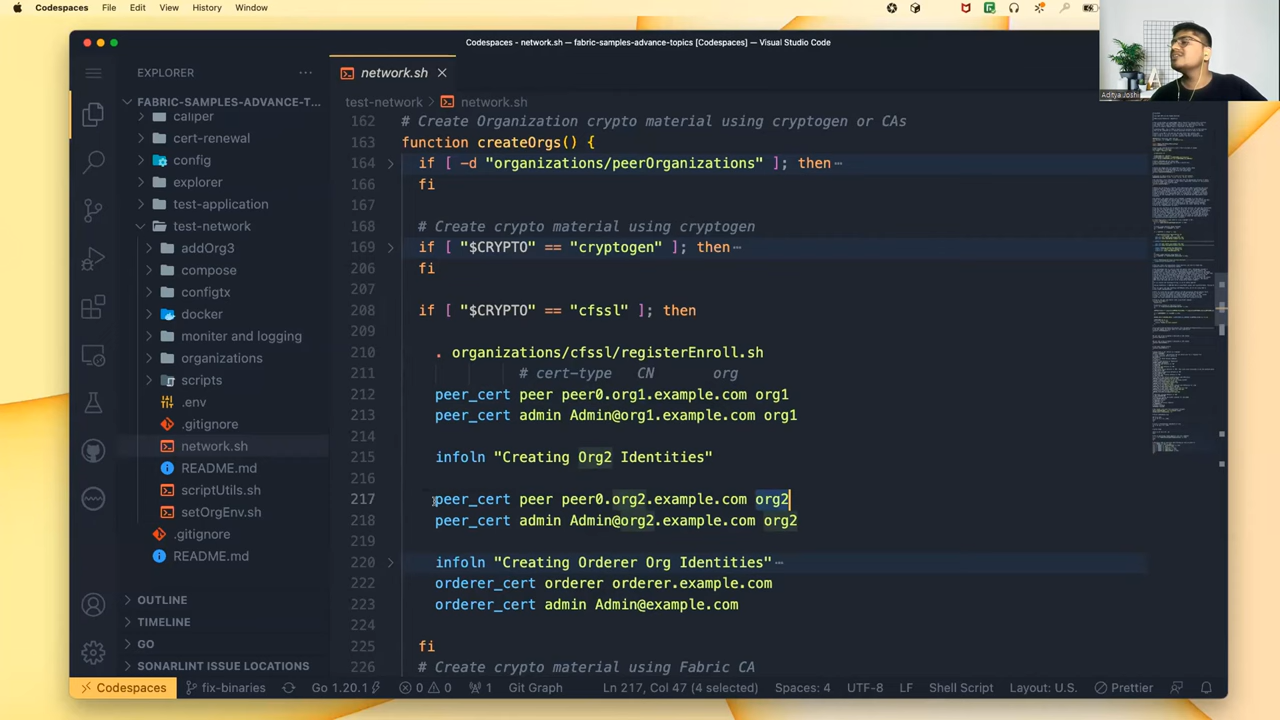 Codespaces File Edit View History Window
Codespaces - network.sh — fabric-samples-advance-topics [Codespaces] — Visual Studio Code
Aditya Joshi
EXPLORER
network.sh
FABRIC-SAMPLES-ADVANCE-T...
test-network > network.sh
caliper
cert-renewal
config
explorer
test-application
test-network
addOrg3
compose
configtx
docker
moniter and logging
organizations
scripts
.env
.gitignore
network.sh
README.md
scriptUtils.sh
setOrgEnv.sh
.gitignore
README.md
OUTLINE
TIMELINE
GO
SONARLINT ISSUE LOCATIONS
162 # Create Organization crypto material using cryptogen or CAs
163 function createOrgs() {
164 if [ -d "organizations/peerOrganizations" ]; then
166 fi
167
168 # Create crypto material using cryptogen
169 if [ "$CRYPTO" == "cryptogen" ]; then
206 fi
207
208 if [ "$CRYPTO" == "cfssl" ]; then
209
210 . organizations/cfssl/registerEnroll.sh
211 # cert-type CN org
212 peer_cert peer peer0.org1.example.com org1
213 peer_cert admin Admin@org1.example.com org1
214
215 infoln "Creating Org2 Identities"
216
217 peer_cert peer peer0.org2.example.com org2
218 peer_cert admin Admin@org2.example.com org2
219
220 infoln "Creating Orderer Org Identities"
222 orderer_cert orderer orderer.example.com
223 orderer_cert admin Admin@example.com
224
225 fi
226 # Create crypto material using Fabric CA
Codespaces fix-binaries Go 1.20.1 0 0 1 Git Graph Ln 217, Col 47 (4 selected) Spaces: 4 UTF-8 LF Shell Script Layout: U.S. Prettier